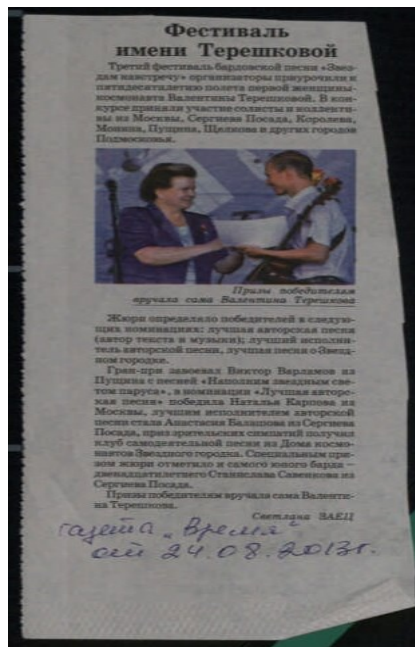 Фестиваль
имени Терешковой
Третий фестиваль бардовской песни «Звез-
дам навстречу» организаторы приурочили к
пятидесятилетию полета первой женщины-
космонавта Валентины Терешковой. В кон-
курсе приняли участие солисты и коллекти-
вы из Москвы, Сергиева Посада, Королева,
Монина, Пущина, Щелкова и других городов
Подмосковья.
Призы победителям
вручала сама Валентина Терешкова
Жюри определяло победителей в следую-
щих номинациях: лучшая авторская песня
(автор текста и музыки); лучший исполни-
тель авторской песни, лучшая песня о Звезд-
ном городке.
Гран-при завоевал Виктор Варламов из
Пущина с песней «Наполним звездным све-
том паруса», в номинации «Лучшая авторс-
кая песня» победила Наталья Карпова из
Москвы, лучшим исполнителем авторской
песни стала Анастасия Балашова из Сергиева
Посада, приз зрительских симпатий получил
клуб самодеятельной песни из Дома космо-
навтов Звездного городка. Специальным при-
зом жюри отметило и самого юного барда –
двенадцатилетнего Станислава Савенкова из
Сергиева Посада.
Призы победителям вручала сама Валенти-
на Терешкова.
Светлана ЗАЕЦ
газета „Время"
от 24.08.2013г.